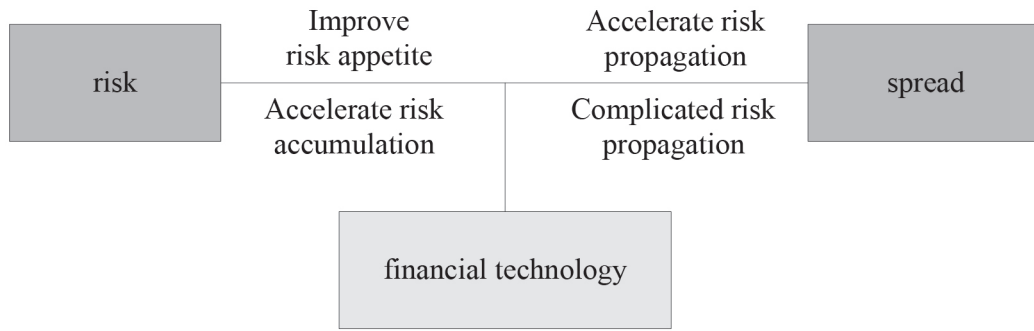 risk
Improve
risk appetite
Accelerate risk
accumulation
Accelerate risk
propagation
Complicated risk
propagation
spread
financial technology